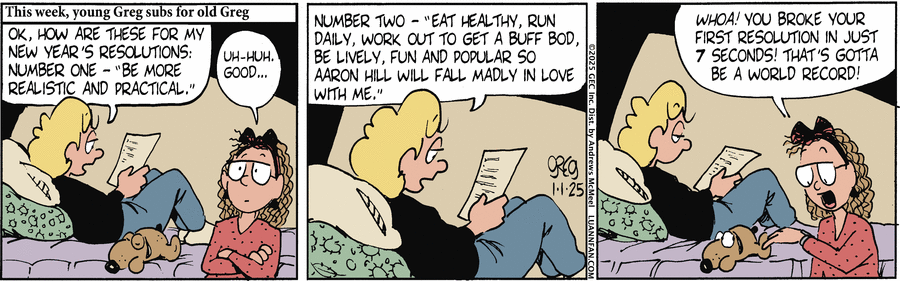 This week, young Greg subs for old Greg
OK, HOW ARE THESE FOR MY
NEW YEAR'S RESOLUTIONS:
NUMBER ONE – "BE MORE
REALISTIC AND PRACTICAL."
UH-HUH.
GOOD...
NUMBER TWO – "EAT HEALTHY, RUN
DAILY, WORK OUT TO GET A BUFF BOD,
BE LIVELY, FUN AND POPULAR SO
AARON HILL WILL FALL MADLY IN LOVE
WITH ME."
GREG
1-1-25
©2025 GEC Inc. Dist. by Andrews McMeel LUANNFAN.COM
WHOA! YOU BROKE YOUR
FIRST RESOLUTION IN JUST
7 SECONDS! THAT'S GOTTA
BE A WORLD RECORD!